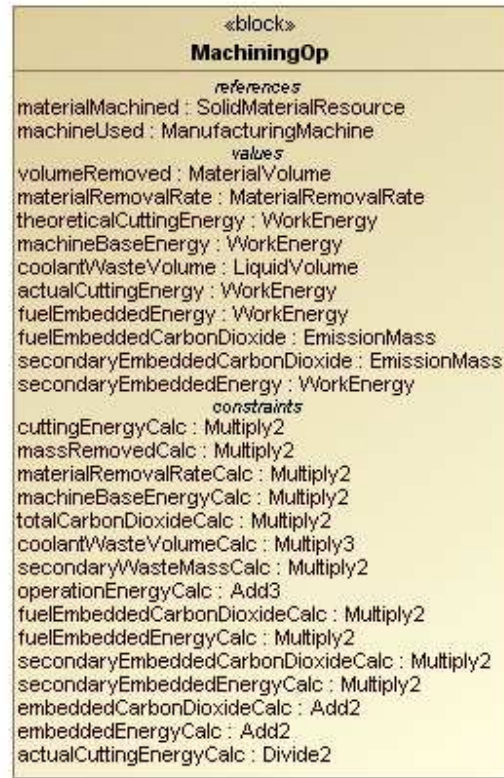 «block»
MachiningOp
references
materialMachined : SolidMaterialResource
machineUsed : ManufacturingMachine
values
volumeRemoved : MaterialVolume
materialRemovalRate : MaterialRemovalRate
theoreticalCuttingEnergy : WorkEnergy
machineBaseEnergy : WorkEnergy
coolantWasteVolume : LiquidVolume
actualCuttingEnergy : WorkEnergy
fuelEmbeddedEnergy : WorkEnergy
fuelEmbeddedCarbonDioxide : EmissionMass
secondaryEmbeddedCarbonDioxide : EmissionMass
secondaryEmbeddedEnergy : WorkEnergy
constraints
cuttingEnergyCalc : Multiply2
massRemovedCalc : Multiply2
materialRemovalRateCalc : Multiply2
machineBaseEnergyCalc : Multiply2
totalCarbonDioxideCalc : Multiply2
coolantWasteVolumeCalc : Multiply3
secondaryWasteMassCalc : Multiply2
operationEnergyCalc : Add3
fuelEmbeddedCarbonDioxideCalc : Multiply2
fuelEmbeddedEnergyCalc : Multiply2
secondaryEmbeddedCarbonDioxideCalc : Multiply2
secondaryEmbeddedEnergyCalc : Multiply2
embeddedCarbonDioxideCalc : Add2
embeddedEnergyCalc : Add2
actualCuttingEnergyCalc : Divide2